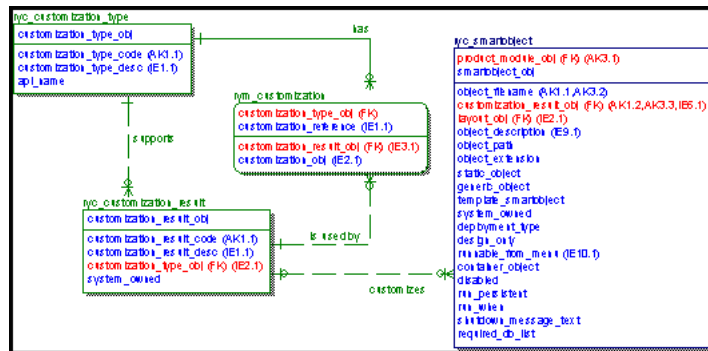 ryc_customization_type
customization_type_obj
customization_type_code (AK1.1)
customization_type_desc (IE1.1)
api_name
has
supports
rym_customization
customization_type_obj (FK)
customization_reference (IE1.1)
customization_result_obj (FK) (IE3.1)
customization_obj (IE2.1)
ryc_customization_result
customization_result_obj
customization_result_code (AK1.1)
customization_result_desc (IE1.1)
customization_type_obj (FK) (IE2.1)
system_owned
is used by
customizes
ryc_smartobject
product_module_obj (FK) (AK3.1)
smartobject_obj
object_filename (AK1.1,AK3.2)
customization_result_obj (FK) (AK1.2,AK3.3,IE6.1)
layout_obj (FK) (IE2.1)
object_description (IE9.1)
object_path
object_extension
static_object
generic_object
template_smartobject
system_owned
deployment_type
design_only
runnable_from_menu (IE10.1)
container_object
disabled
run_persistent
run_when
shutdown_message_text
required_db_list